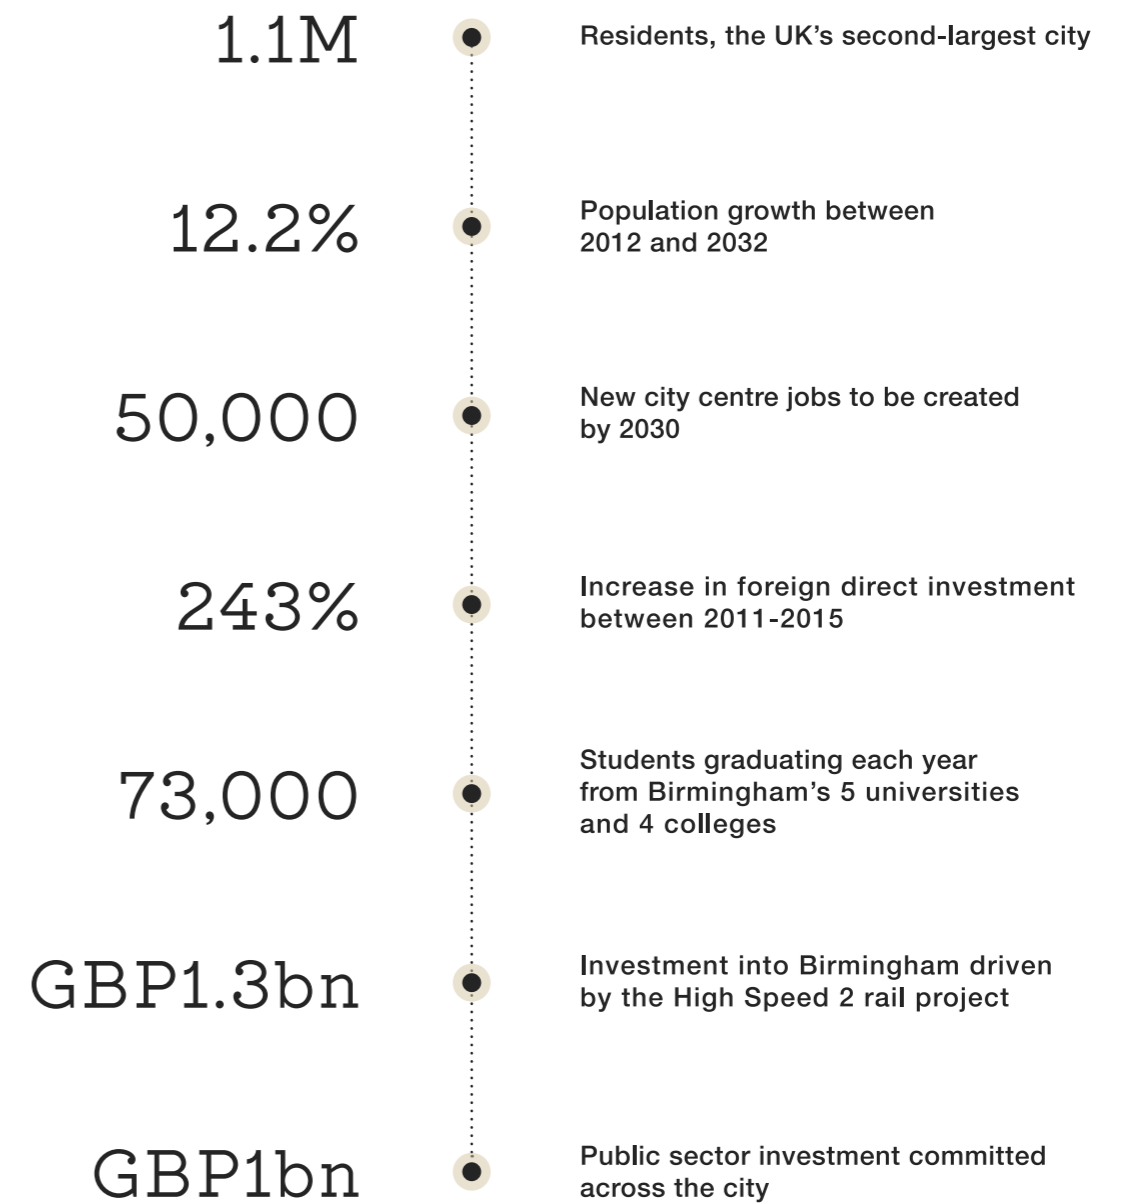 1.1M
Residents, the UK’s second-largest city
12.2%
Population growth between
2012 and 2032
50,000
New city centre jobs to be created
by 2030
243%
Increase in foreign direct investment
between 2011-2015
73,000
Students graduating each year
from Birmingham’s 5 universities
and 4 colleges
GBP1.3bn
Investment into Birmingham driven
by the High Speed 2 rail project
GBP1bn
Public sector investment committed
across the city